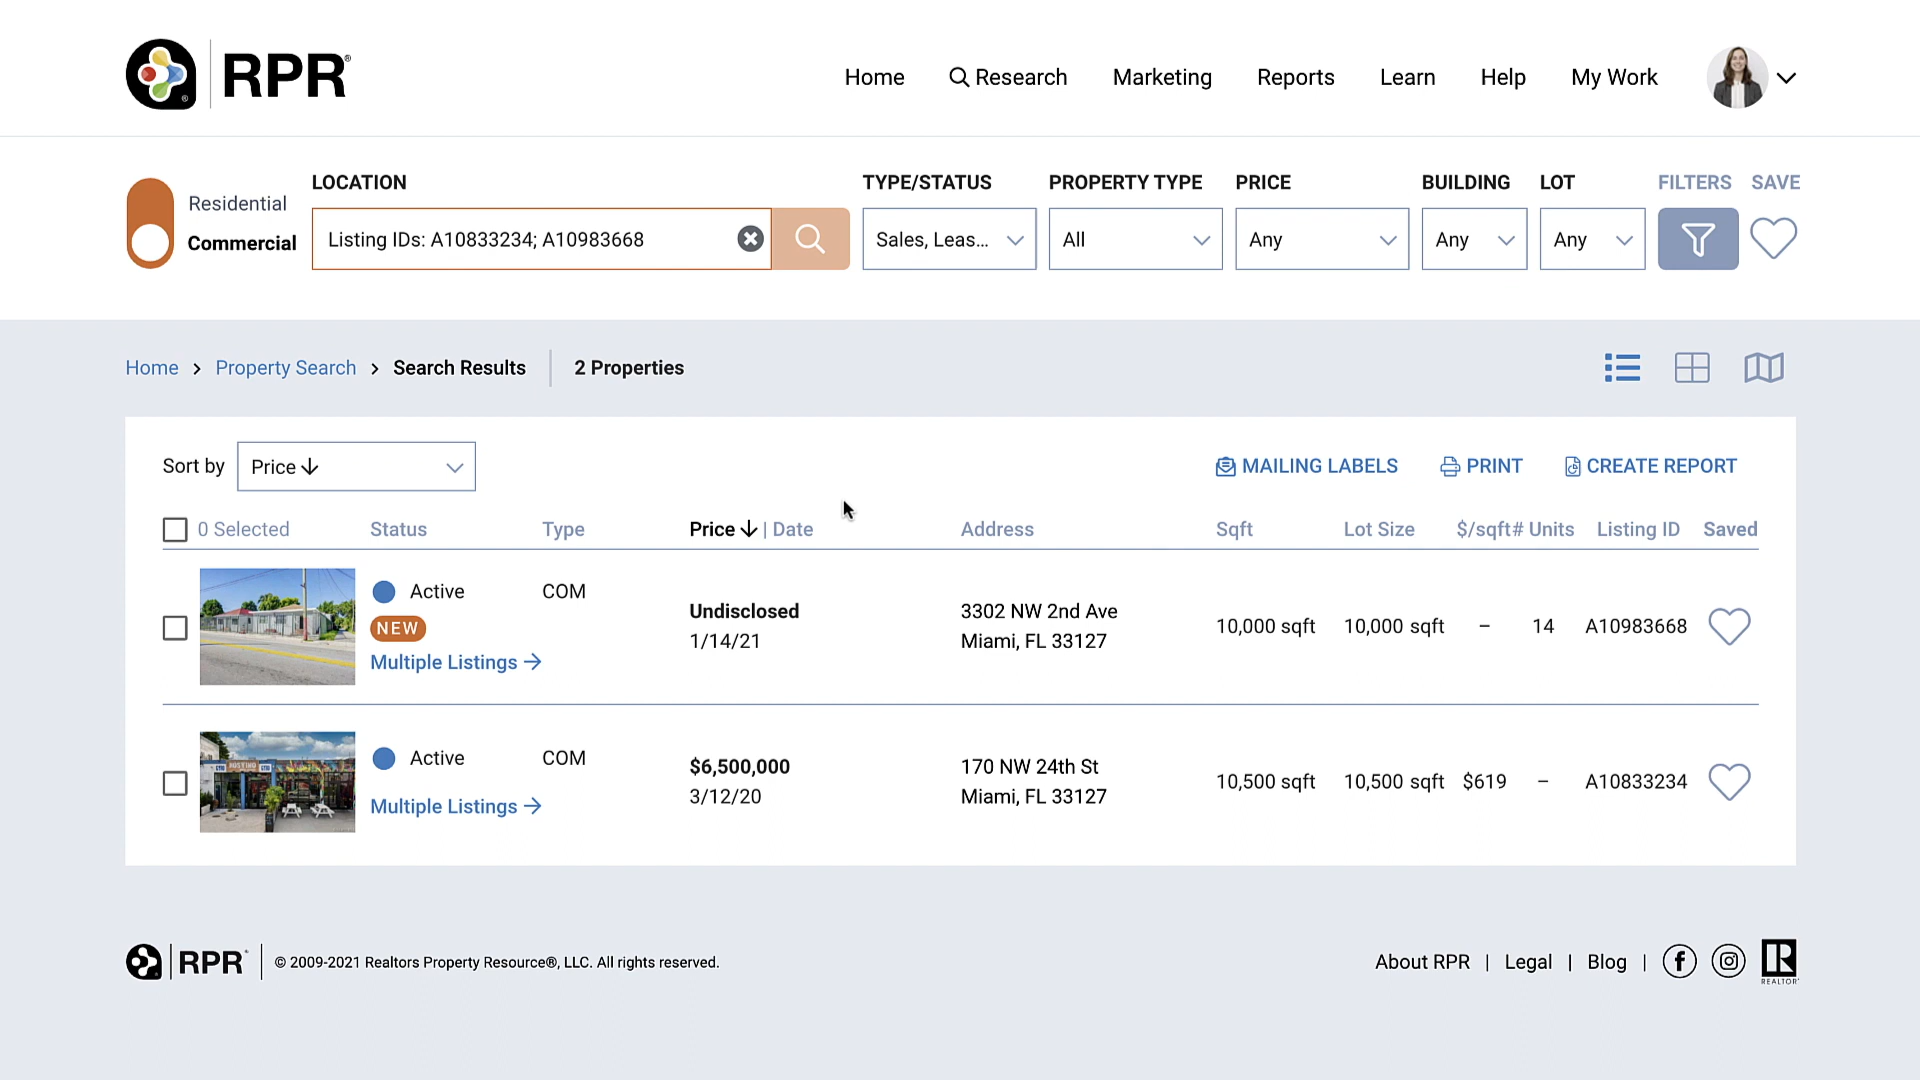 RPR®
Home Research Marketing Reports Learn Help My Work
Residential
Commercial
LOCATION TYPE/STATUS PROPERTY TYPE PRICE BUILDING LOT FILTERS SAVE
Listing IDs: A10833234; A10983668 Sales, Leas... All Any Any Any
Home > Property Search > Search Results 2 Properties
Sort by Price MAILING LABELS PRINT CREATE REPORT
0 Selected Status Type Price | Date Address Sqft Lot Size $/sqft # Units Listing ID Saved
Active COM
NEW
Multiple Listings
Undisclosed
1/14/21
3302 NW 2nd Ave
Miami, FL 33127
10,000 sqft 10,000 sqft – 14 A10983668
Active COM
Multiple Listings
$6,500,000
3/12/20
170 NW 24th St
Miami, FL 33127
10,500 sqft 10,500 sqft $619 – A10833234
RPR © 2009-2021 Realtors Property Resource®, LLC. All rights reserved. About RPR | Legal | Blog |
REALTOR